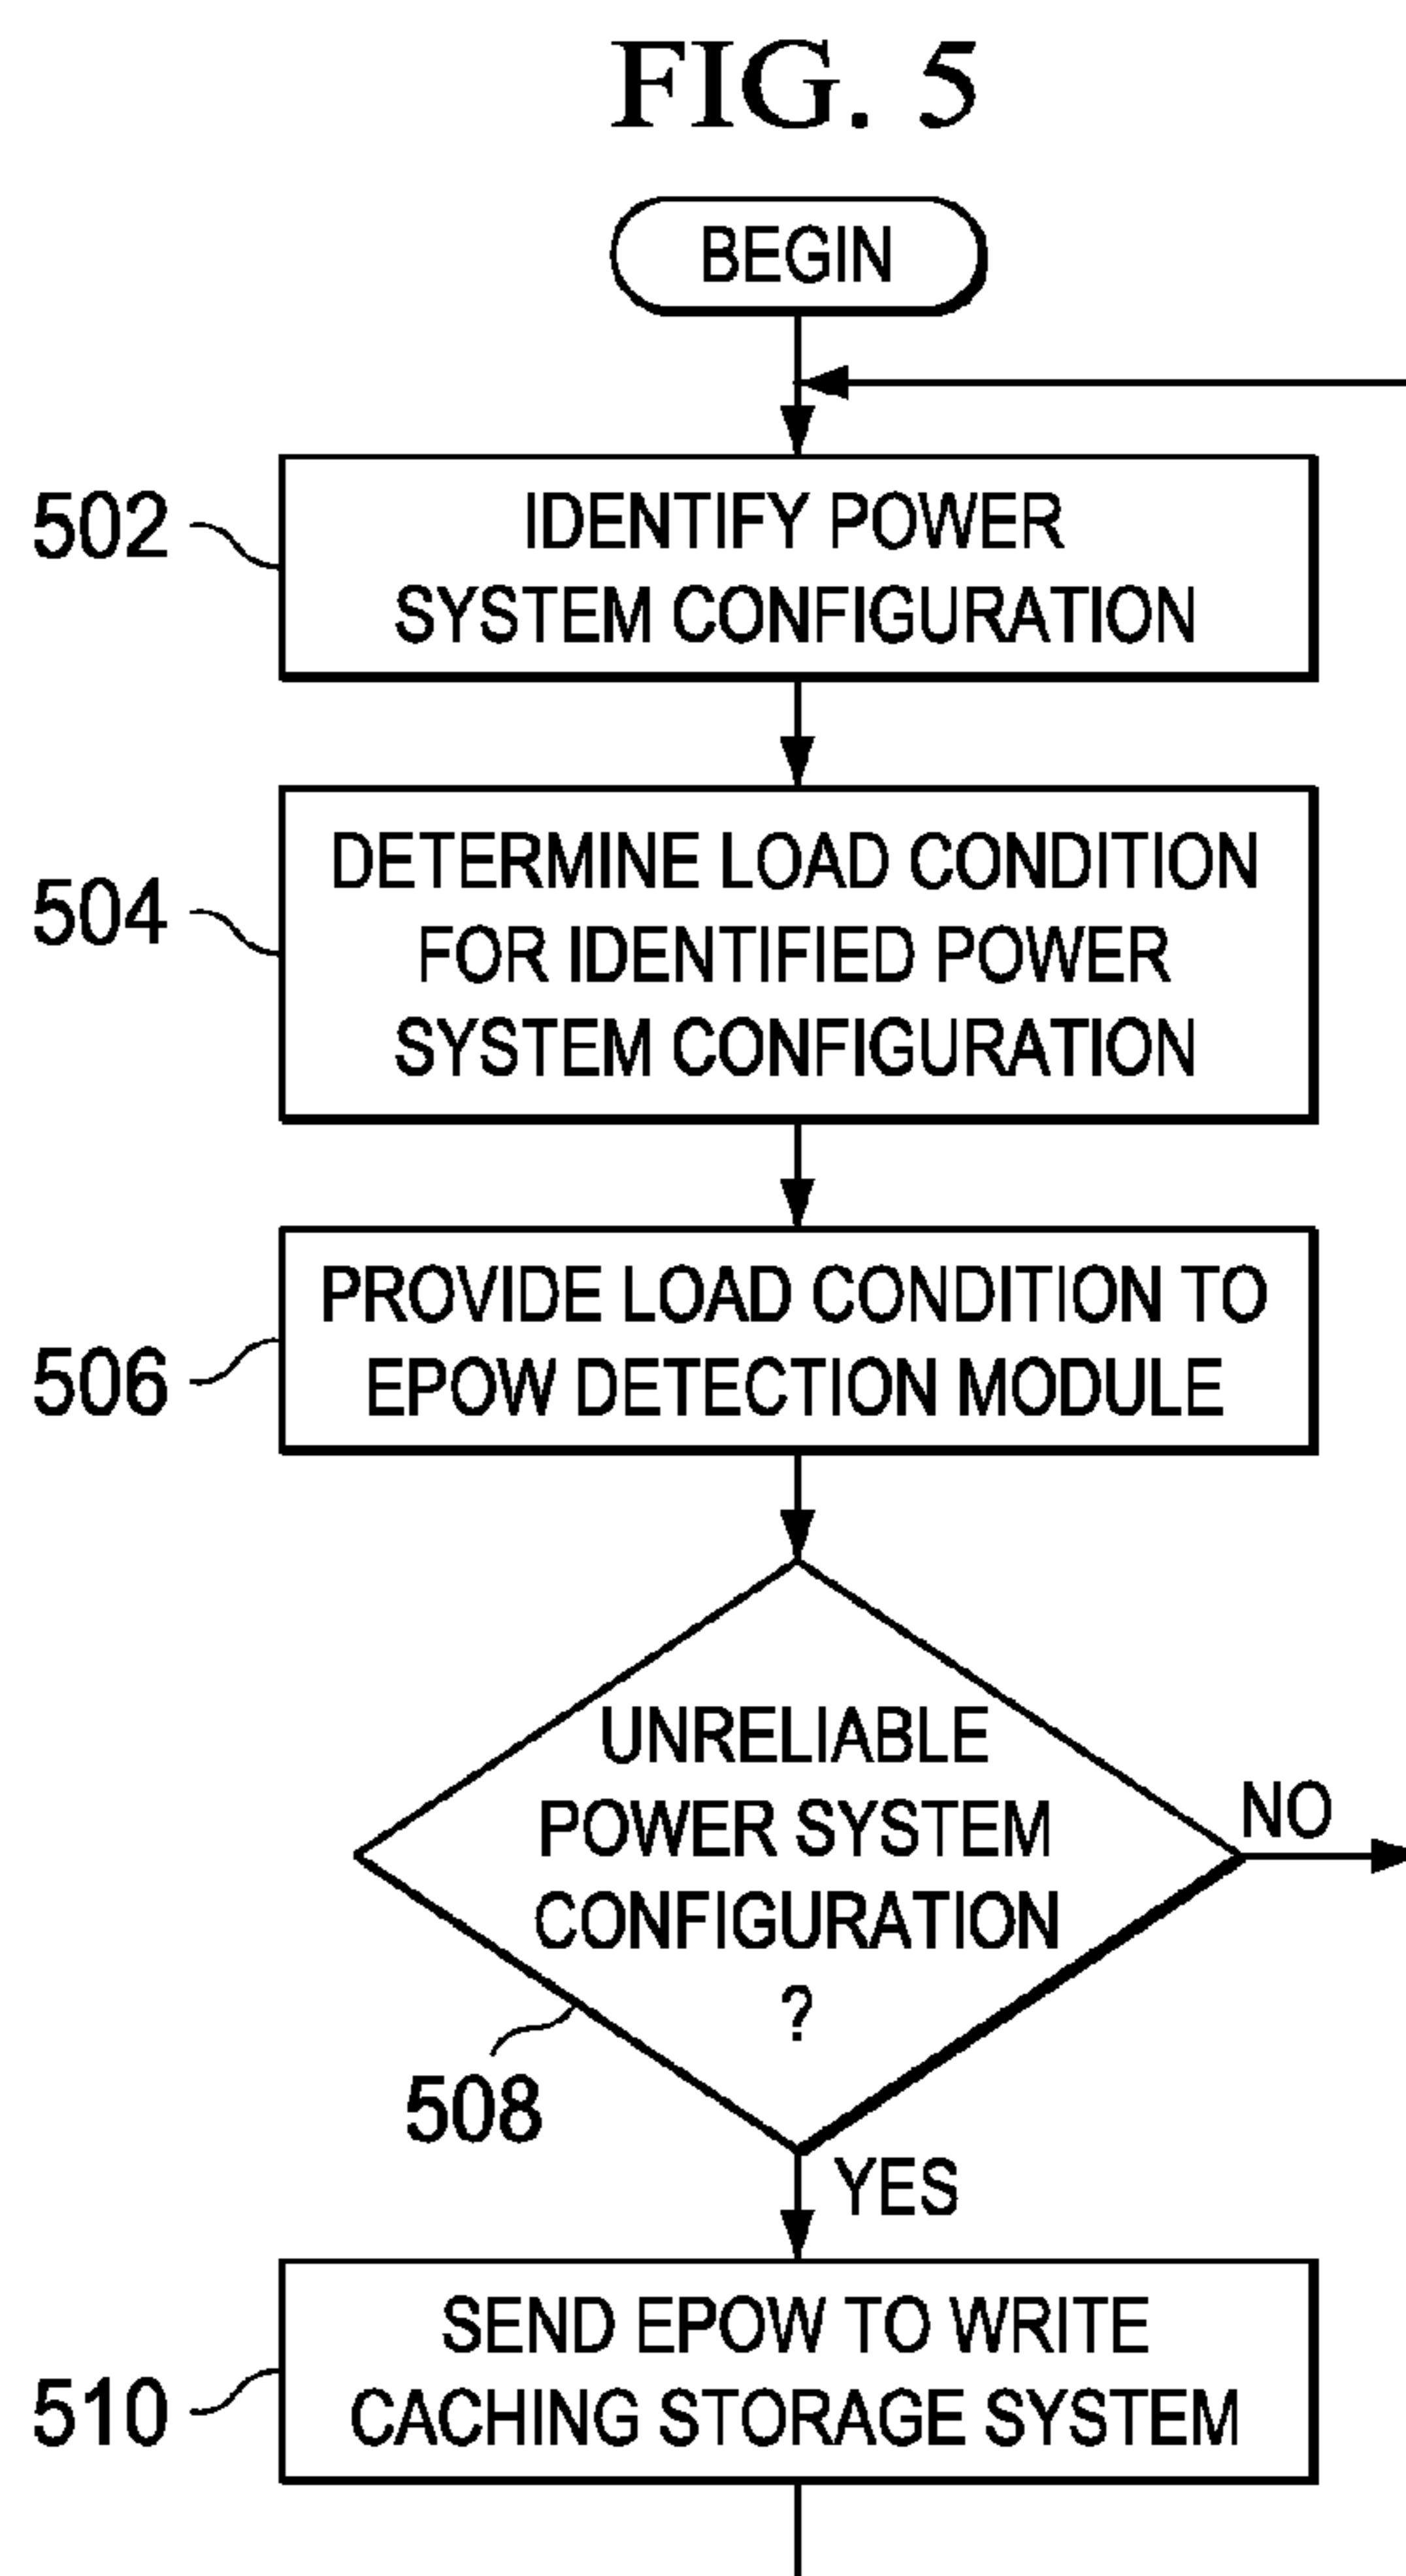 FIG. 5
BEGIN
502
IDENTIFY POWER
SYSTEM CONFIGURATION
504
DETERMINE LOAD CONDITION
FOR IDENTIFIED POWER
SYSTEM CONFIGURATION
506
PROVIDE LOAD CONDITION TO
EPOW DETECTION MODULE
UNRELIABLE
POWER SYSTEM
CONFIGURATION
?
NO
508
YES
510
SEND EPOW TO WRITE
CACHING STORAGE SYSTEM